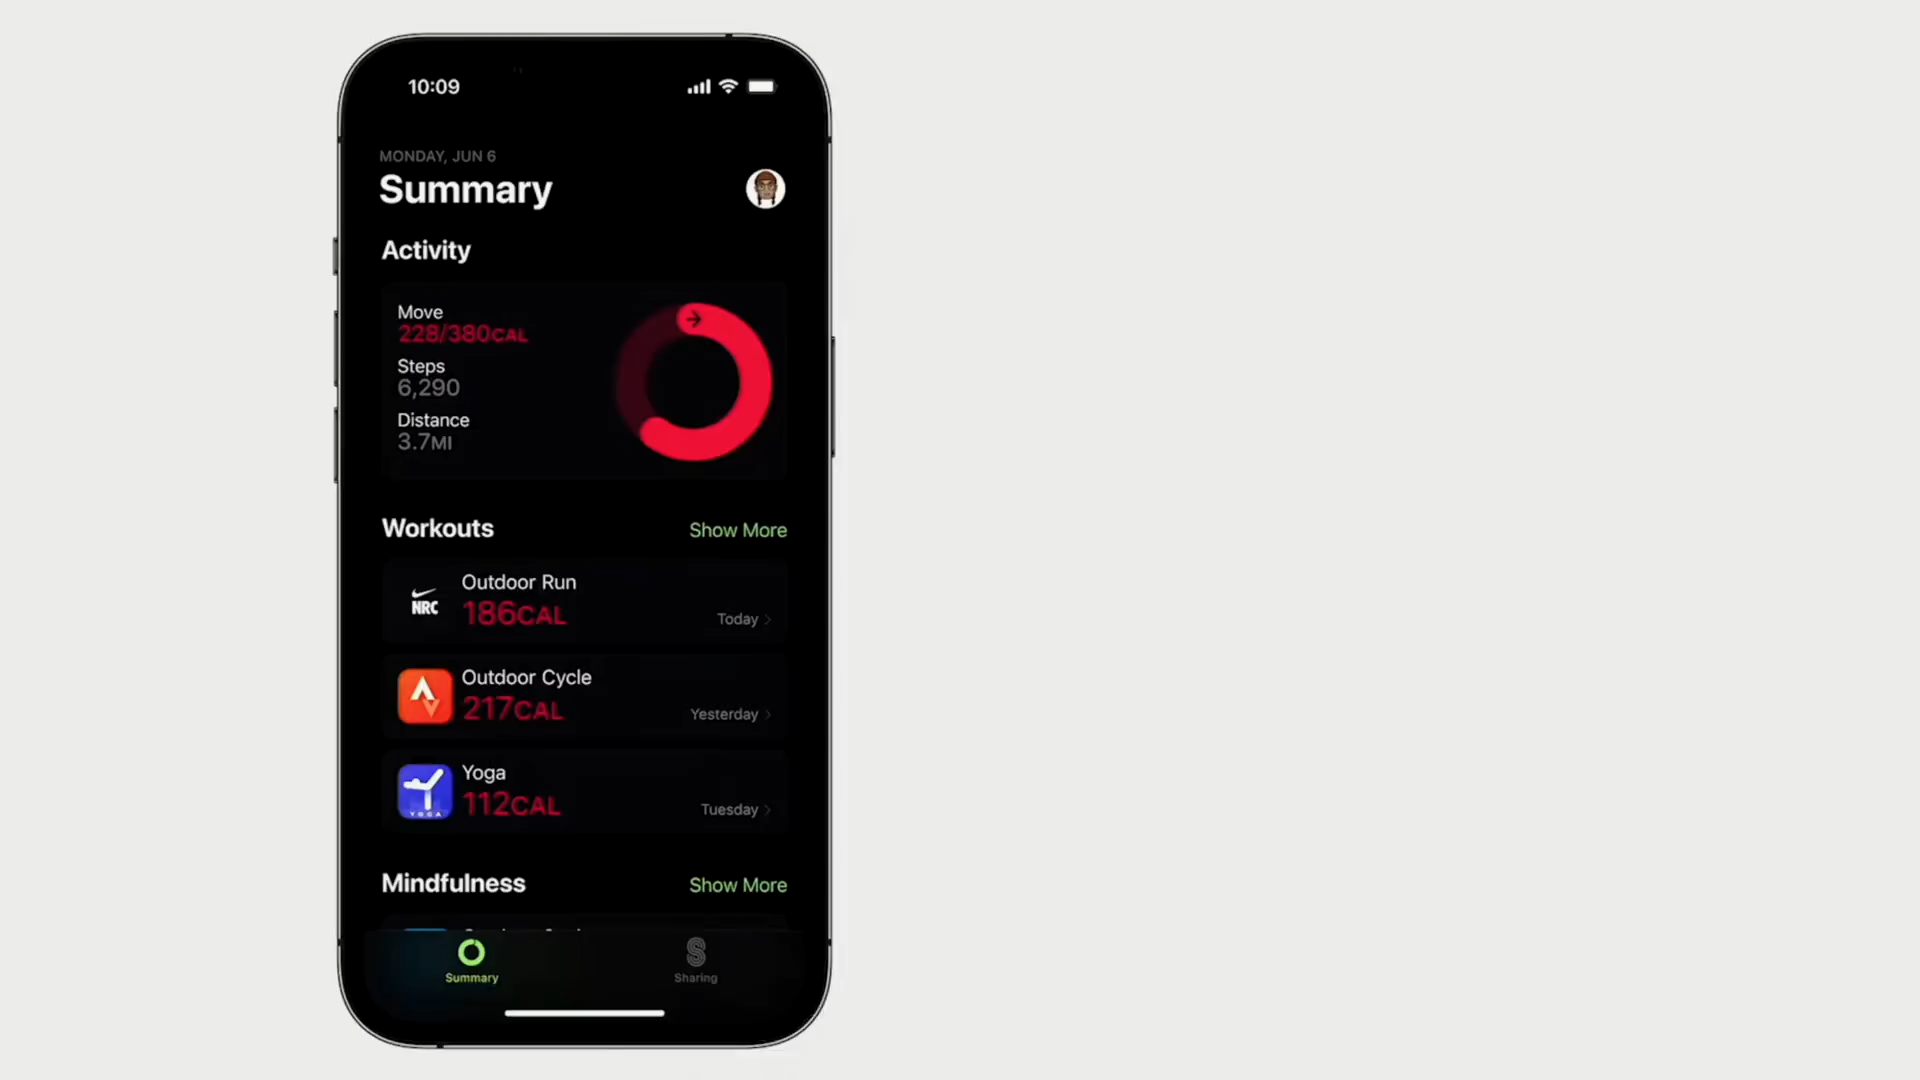 10:09
MONDAY, JUN 6
Summary
Activity
Move
228/380CAL
Steps
6,290
Distance
3.7MI
Workouts
Show More
NRC
Outdoor Run
186CAL
Today
Outdoor Cycle
217CAL
Yesterday
YOGA
Yoga
112CAL
Tuesday
Mindfulness
Show More
Summary
Sharing